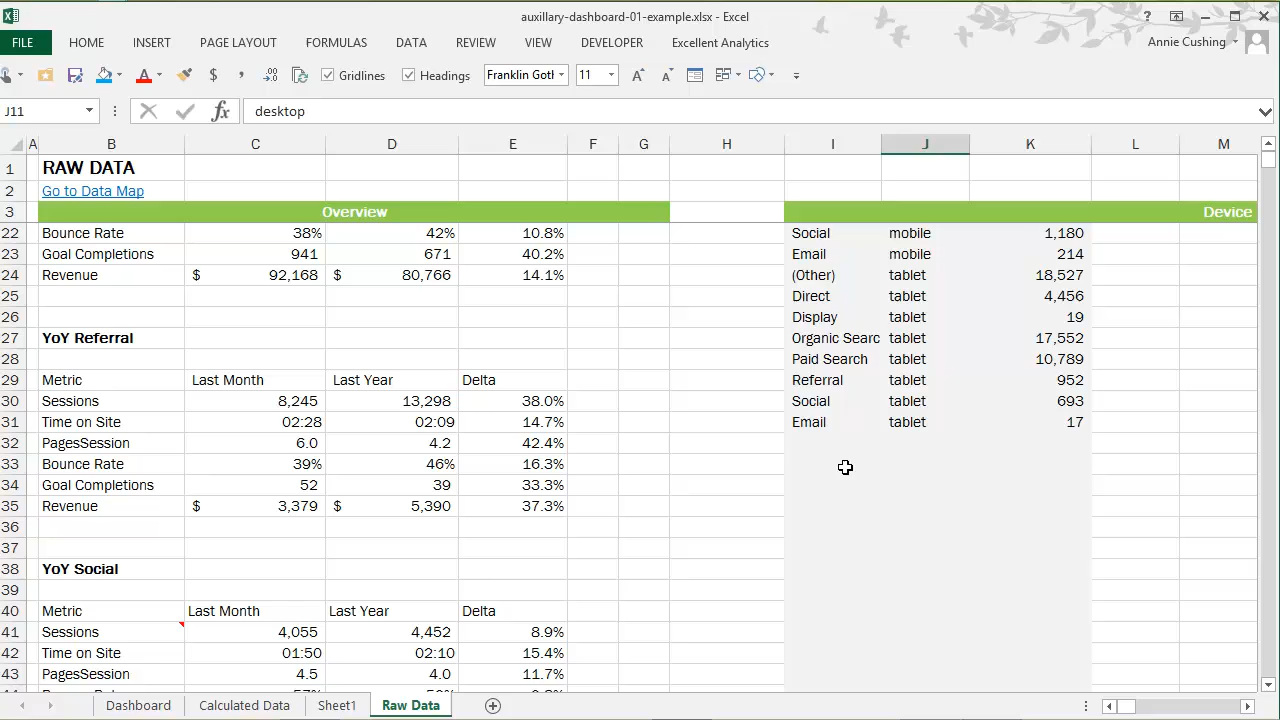 auxillary-dashboard-01-example.xlsx - Excel
?
FILE HOME INSERT PAGE LAYOUT FORMULAS DATA REVIEW VIEW DEVELOPER Excellent Analytics Annie Cushing
Gridlines Headings Franklin Gotl 11
J11 fx desktop
A B C D E F G H I J K L M
1 RAW DATA
2 Go to Data Map
3 Overview Device
22 Bounce Rate 38% 42% 10.8% Social mobile 1,180
23 Goal Completions 941 671 40.2% Email mobile 214
24 Revenue $ 92,168 $ 80,766 14.1% (Other) tablet 18,527
25 Direct tablet 4,456
26 Display tablet 19
27 YoY Referral Organic Searc tablet 17,552
28 Paid Search tablet 10,789
29 Metric Last Month Last Year Delta Referral tablet 952
30 Sessions 8,245 13,298 38.0% Social tablet 693
31 Time on Site 02:28 02:09 14.7% Email tablet 17
32 PagesSession 6.0 4.2 42.4%
33 Bounce Rate 39% 46% 16.3%
34 Goal Completions 52 39 33.3%
35 Revenue $ 3,379 $ 5,390 37.3%
36
37
38 YoY Social
39
40 Metric Last Month Last Year Delta
41 Sessions 4,055 4,452 8.9%
42 Time on Site 01:50 02:10 15.4%
43 PagesSession 4.5 4.0 11.7%
Dashboard Calculated Data Sheet1 Raw Data